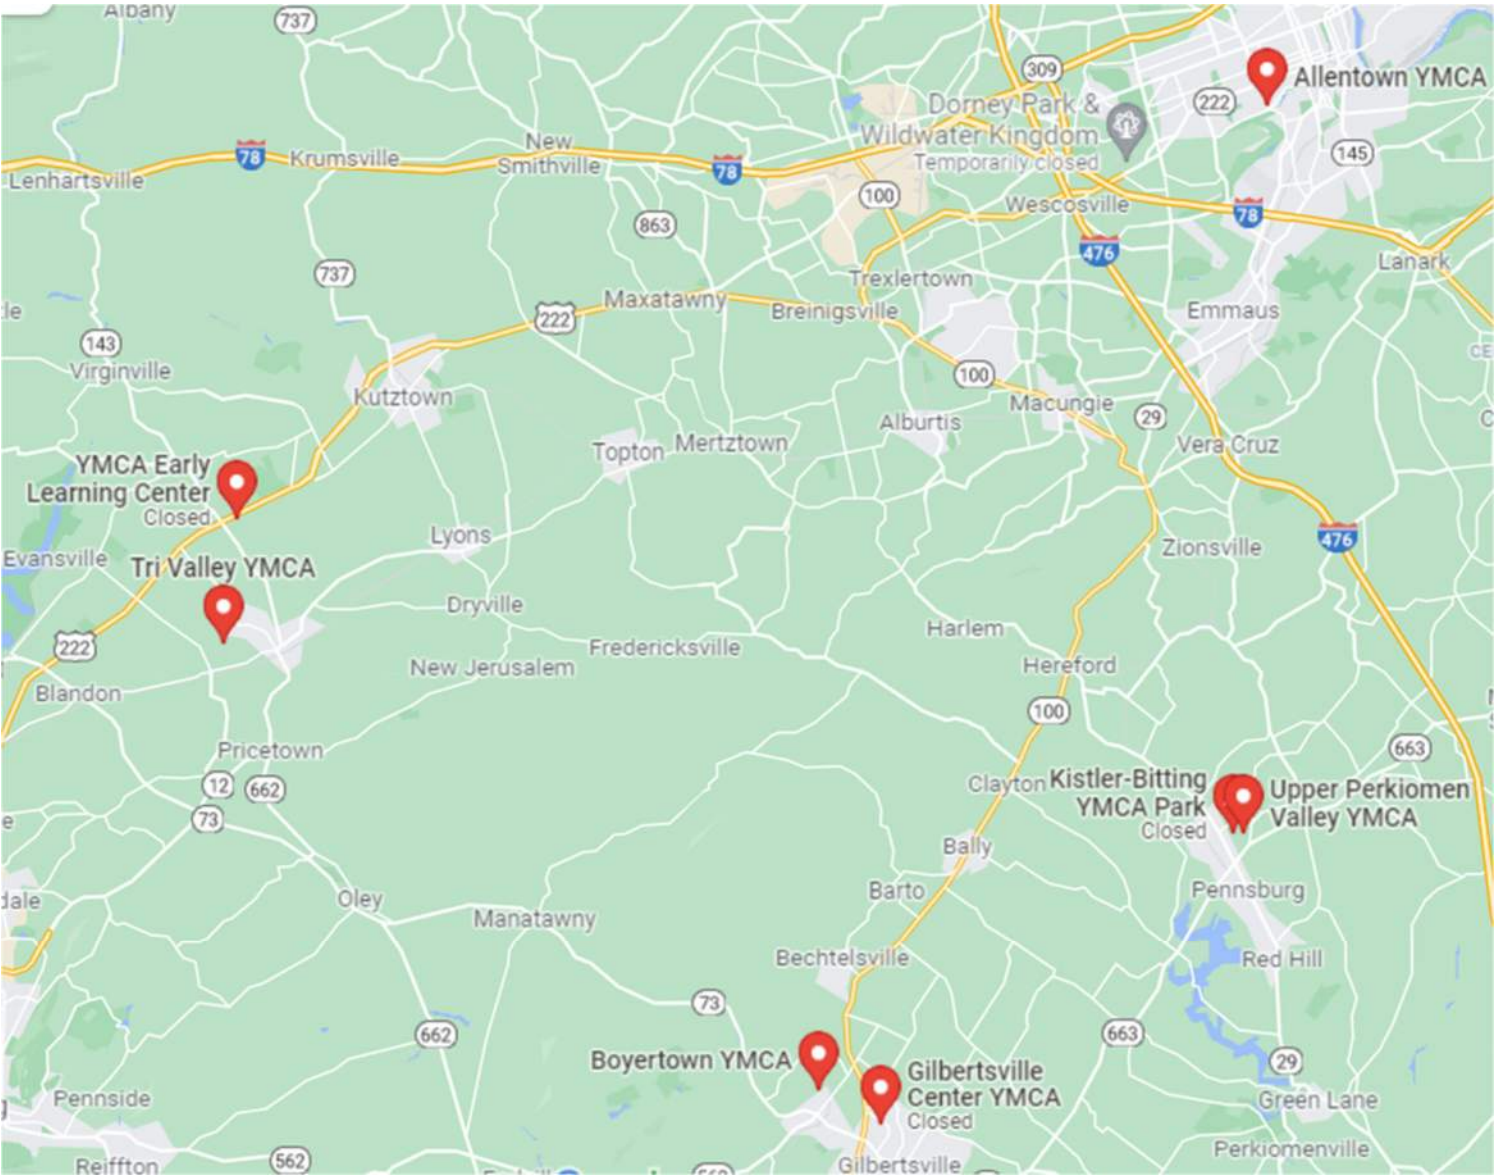 Albany
737
309
Allentown YMCA
222
Dorney Park &
Wildwater Kingdom
Temporarily closed
145
New
Smithville
78
Krumsville
78
Lenhartsville
100
Wescosville
78
863
476
Lanark
737
Trexlertown
Maxatawny
Breinigsville
Emmaus
222
143
Virginville
100
Kutztown
Macungie
29
Alburtis
Vera Cruz
Topton
Mertztown
YMCA Early
Learning Center
Closed
Lyons
476
Zionsville
Evansville
Tri Valley YMCA
Dryville
Harlem
222
Fredericksville
New Jerusalem
Hereford
Blandon
100
663
Pricetown
12
662
73
Clayton
Kistler-Bitting
YMCA Park
Closed
Upper Perkiomen
Valley YMCA
Bally
Barto
Pennsburg
Oley
Manatawny
Bechtelsville
Red Hill
73
662
663
29
Boyertown YMCA
Gilbertsville
Center YMCA
Closed
Pennside
Green Lane
Perkiomenville
562
Reiffton
Gilbertsville